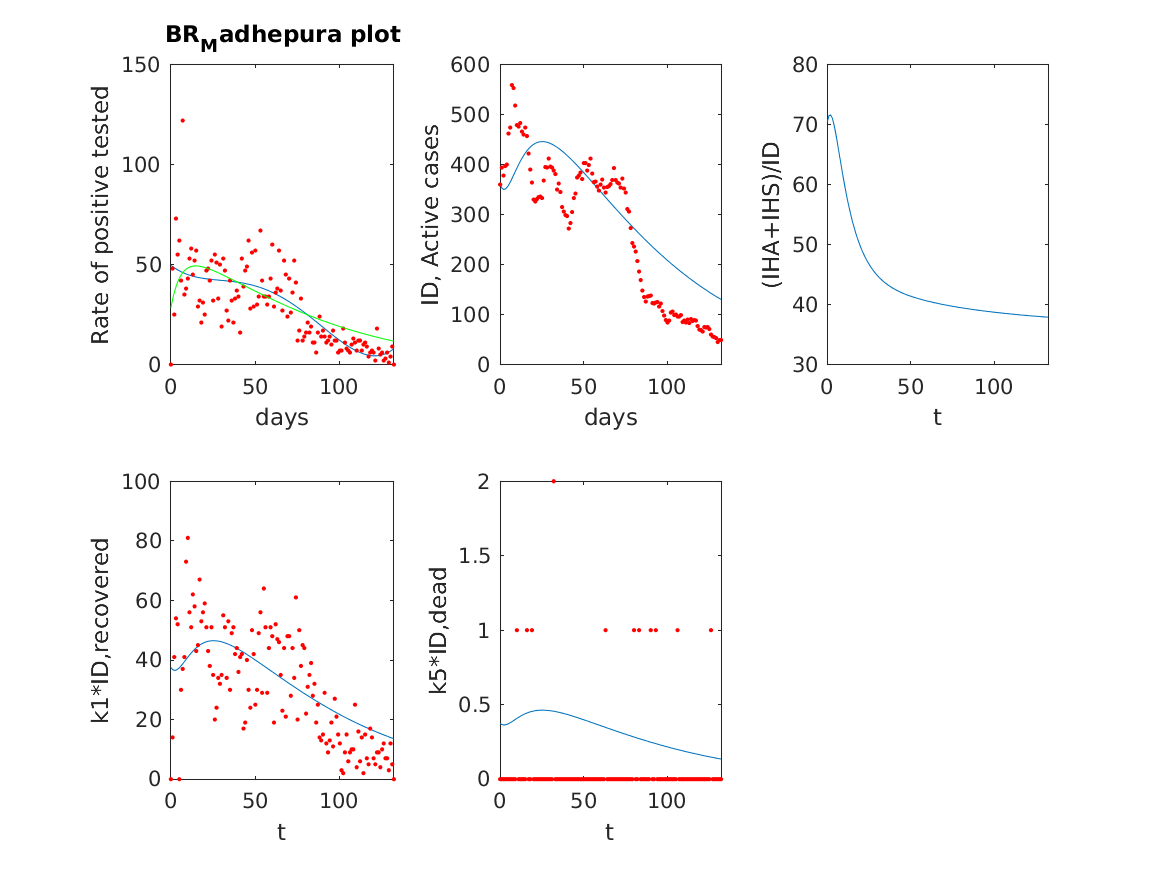 BR_Madhepura plot
150
100
50
0
0 50 100
days
Rate of positive tested
600
500
400
300
200
100
0
0 50 100
days
ID, Active cases
80
70
60
50
40
30
0 50 100
t
(IHA+IHS)/ID
100
80
60
40
20
0
0 50 100
t
k1*ID,recovered
2
1.5
1
0.5
0
0 50 100
t
k5*ID,dead